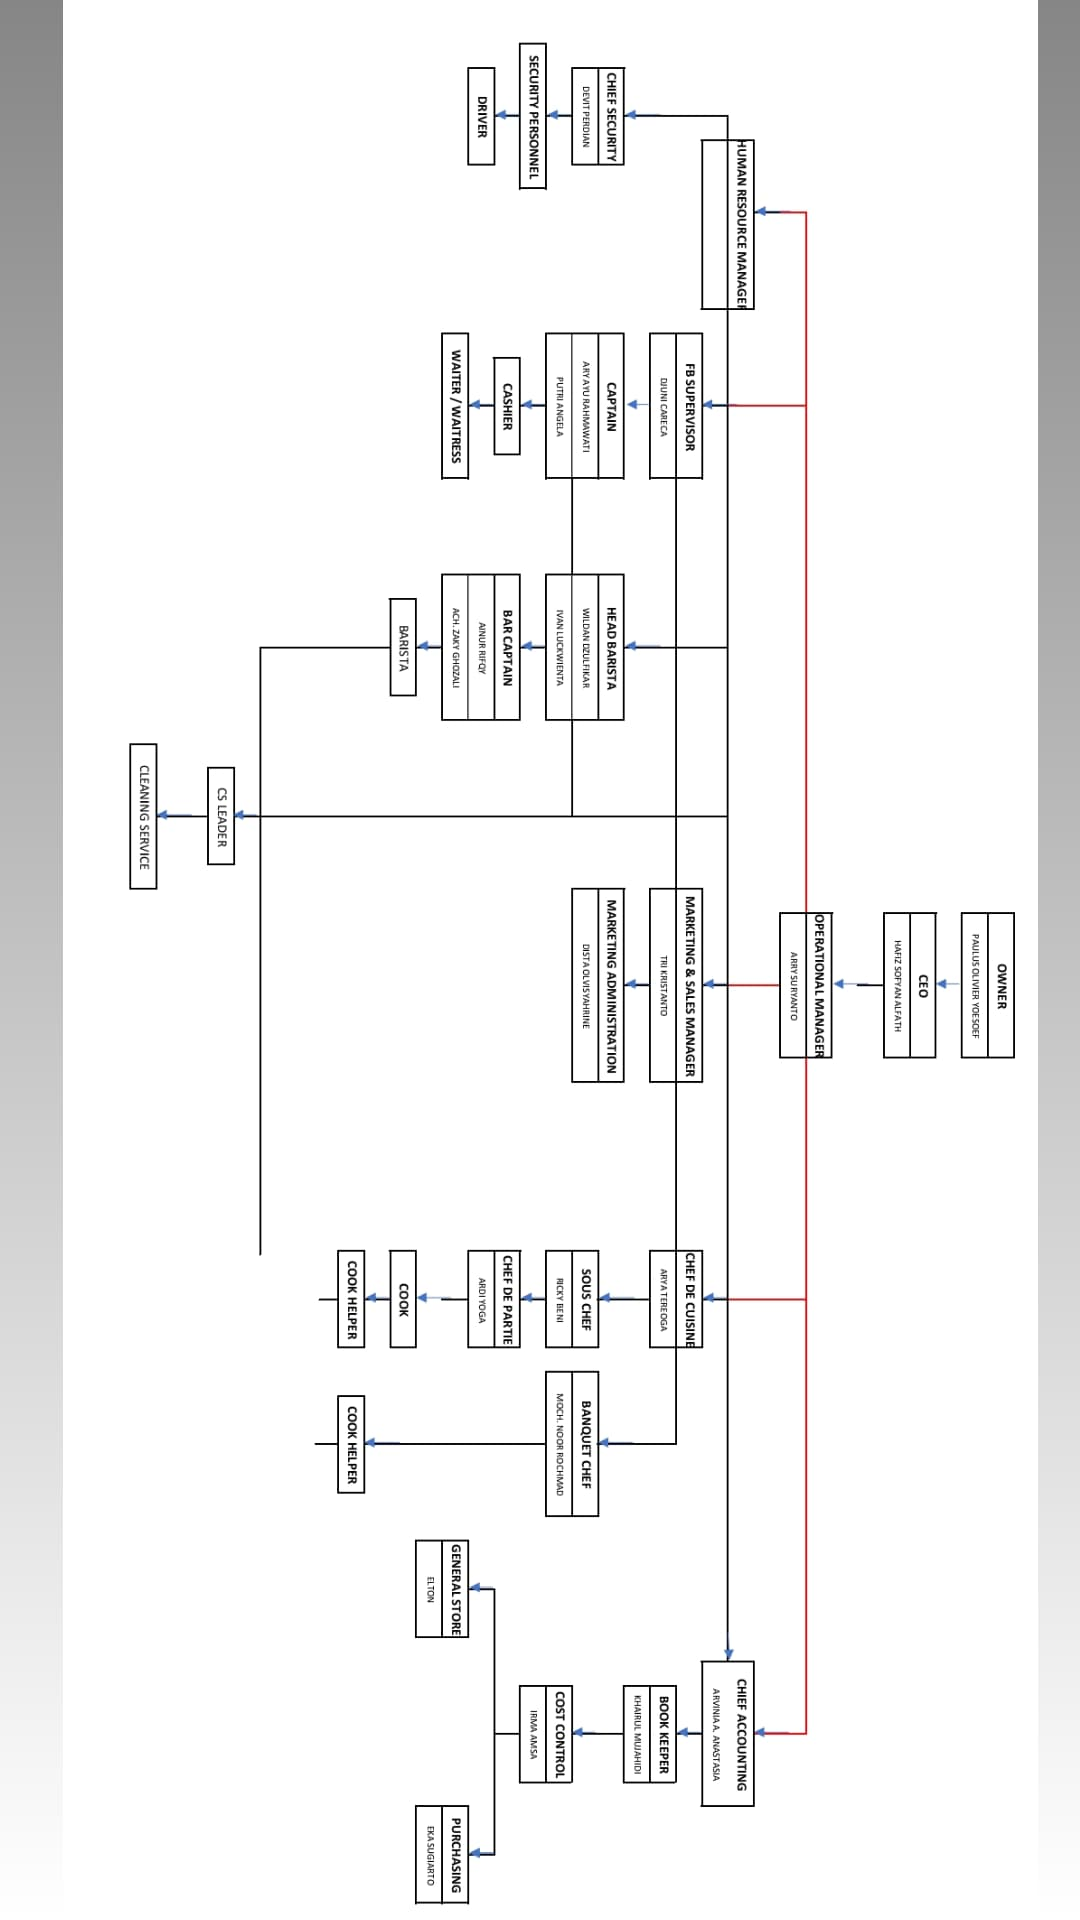 OWNER
PAULUS OLIVIER YOESOEF
CEO
HAFIZ SOFYAN ALFATH
OPERATIONAL MANAGER
ARRY SURYANTO
HUMAN RESOURCE MANAGER
CHIEF ACCOUNTING
ARVINIA A. ANASTASIA
FB SUPERVISOR
DJUNI CARECA
MARKETING & SALES MANAGER
TRI KRISTANTO
CHEF DE CUISINE
ARYA TEREOGA
BOOK KEEPER
KHAIRUL MUJAHIDI
CHIEF SECURITY
DEVIT PERDIAN
CAPTAIN
ARY AYU RAHMAWATI
PUTRI ANGELA
HEAD BARISTA
WILDAN DZULFIKAR
IVAN LUCKWIENTA
MARKETING ADMINISTRATION
DISTA OLVISYAHRINE
SOUS CHEF
RICKY BENI
BANQUET CHEF
MOCH. NOOR ROCHMAD
COST CONTROL
IRMA AMSA
SECURITY PERSONNEL
CASHIER
BAR CAPTAIN
AINUR RIFQY
ACH. ZAKY GHOZALI
CHEF DE PARTIE
ARDI YOGA
DRIVER
WAITER / WAITRESS
GENERAL STORE
ELTON
PURCHASING
EKA SUGIARTO
BARISTA
COOK
COOK HELPER
COOK HELPER
CS LEADER
CLEANING SERVICE